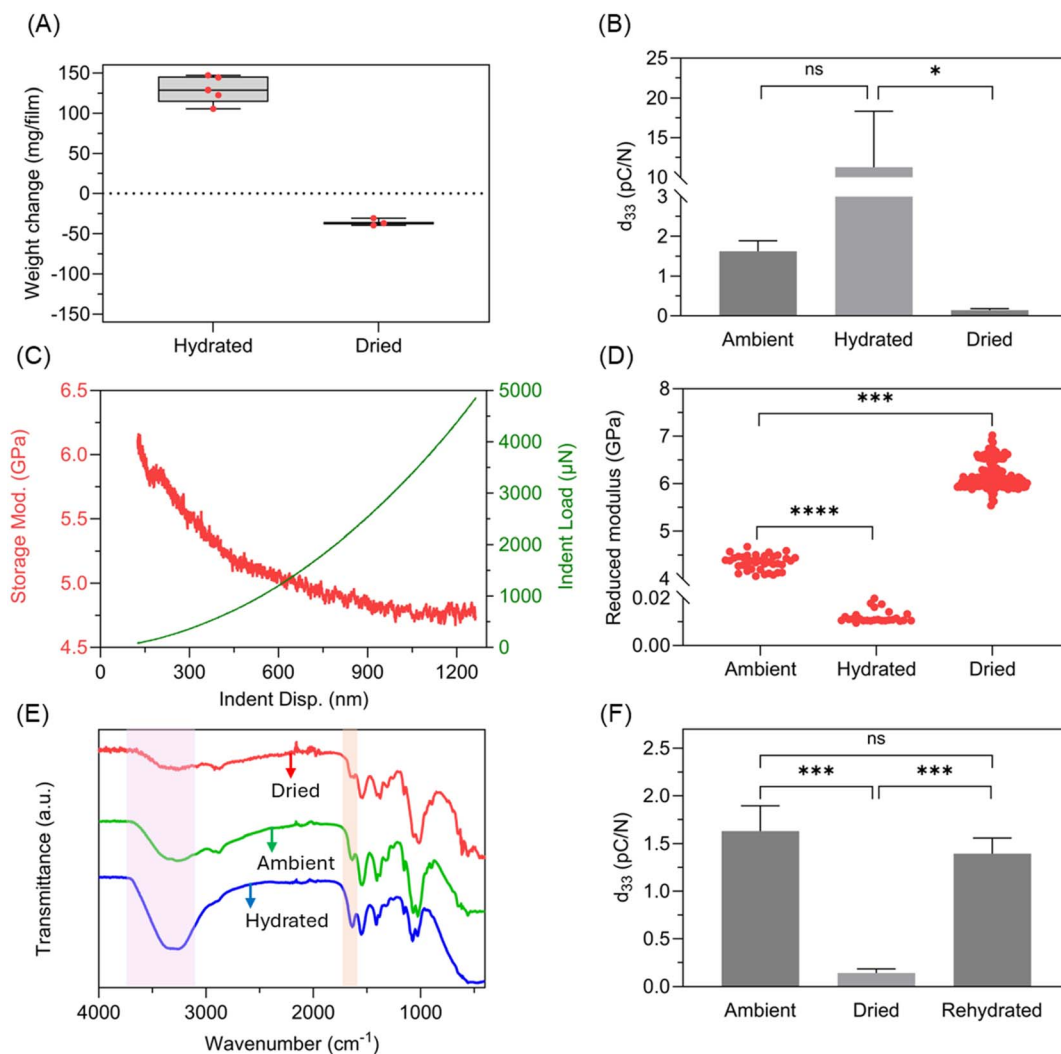 (A)
Weight change (mg/film)
150
100
50
0
-50
-100
-150
Hydrated
Dried
(B)
d33 (pC/N)
25
20
15
10
3
2
1
0
ns
*
Ambient
Hydrated
Dried
(C)
Storage Mod. (GPa)
6.5
6.0
5.5
5.0
4.5
0
300
600
900
1200
Indent Disp. (nm)
5000
4000
3000
2000
1000
0
Indent Load (µN)
(D)
Reduced modulus (GPa)
8
7
6
5
4
0.02
0.00
***
****
Ambient
Hydrated
Dried
(E)
Transmittance (a.u.)
Dried
Ambient
Hydrated
4000
3000
2000
1000
Wavenumber (cm-1)
(F)
d33 (pC/N)
2.5
2.0
1.5
1.0
0.5
0.0
ns
***
***
Ambient
Dried
Rehydrated